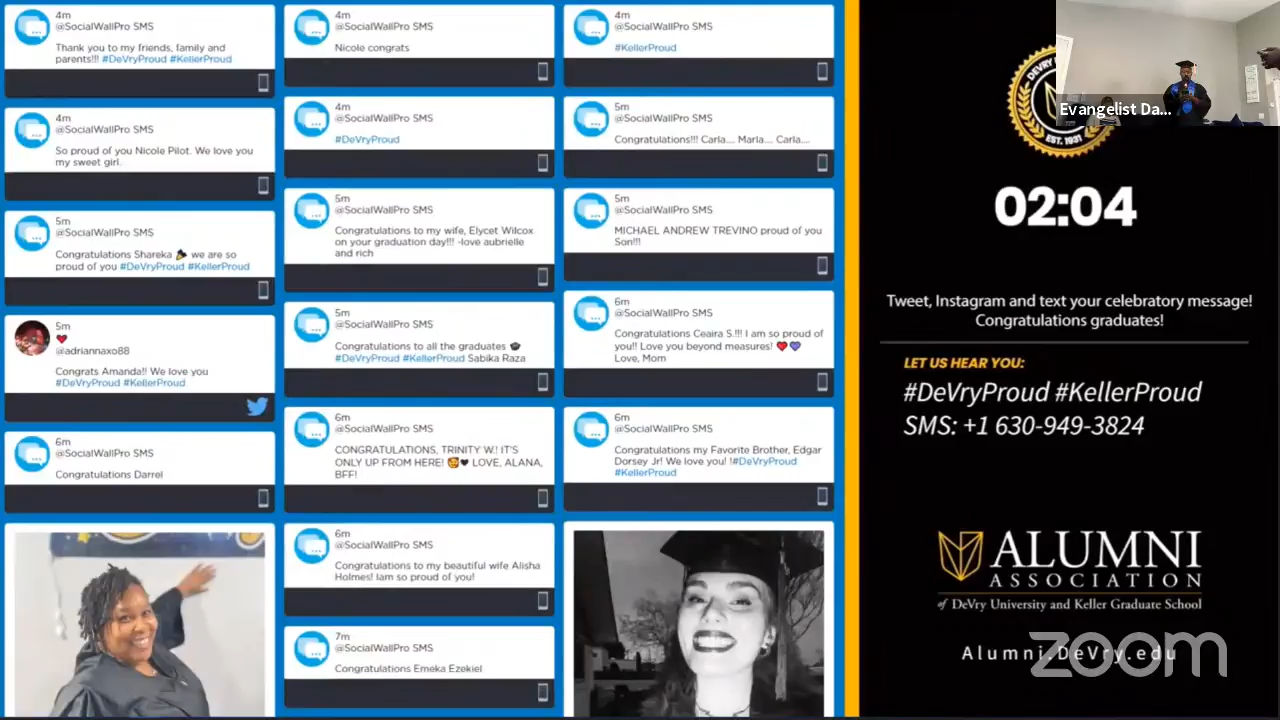 4m
@SocialWallPro SMS
Thank you to my friends, family and
parents!!! #DeVryProud #KellerProud
4m
@SocialWallPro SMS
So proud of you Nicole Pilot. We love you
my sweet girl.
5m
@SocialWallPro SMS
Congratulations Shareka 🎉 we are so
proud of you #DeVryProud #KellerProud
5m
❤️
@adriannaxo88
Congrats Amanda!! We love you
#DeVryProud #KellerProud
6m
@SocialWallPro SMS
Congratulations Darrel
4m
@SocialWallPro SMS
Nicole congrats
4m
@SocialWallPro SMS
#DeVryProud
5m
@SocialWallPro SMS
Congratulations to my wife, Elycet Wilcox
on your graduation day!!! -love aubrielle
and rich
5m
@SocialWallPro SMS
Congratulations to all the graduates 🎓
#DeVryProud #KellerProud Sabika Raza
6m
@SocialWallPro SMS
CONGRATULATIONS, TRINITY W.! IT'S
ONLY UP FROM HERE! 🥰🖤 LOVE, ALANA,
BFF!
6m
@SocialWallPro SMS
Congratulations to my beautiful wife Alisha
Holmes! Iam so proud of you!
7m
@SocialWallPro SMS
Congratulations Emeka Ezekiel
4m
@SocialWallPro SMS
#KellerProud
5m
@SocialWallPro SMS
Congratulations!!! Carla.... Marla.... Carla....
5m
@SocialWallPro SMS
MICHAEL ANDREW TREVINO proud of you
Son!!!
6m
@SocialWallPro SMS
Congratulations Ceaira S.!!! I am so proud of
you!! Love you beyond measures! ❤️💜
Love, Mom
6m
@SocialWallPro SMS
Congratulations my Favorite Brother, Edgar
Dorsey Jr! We love you! !#DeVryProud
#KellerProud
Evangelist Da...
DEVRY
EST. 1931
02:04
Tweet, Instagram and text your celebratory message!
Congratulations graduates!
LET US HEAR YOU:
#DeVryProud #KellerProud
SMS: +1 630-949-3824
ALUMNI
ASSOCIATION
of DeVry University and Keller Graduate School
Alumni.DeVry.edu
zoom